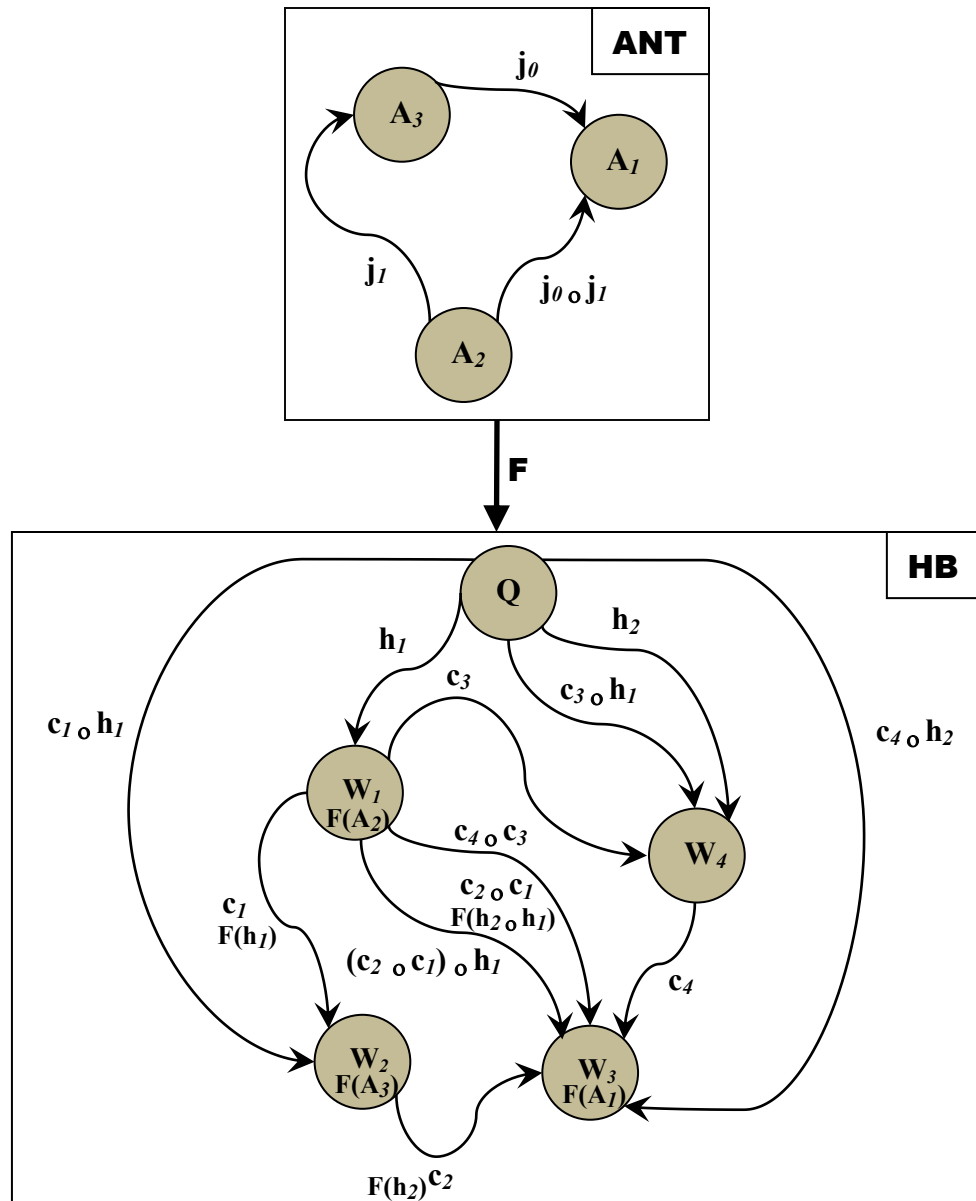 ANT
j0
A3
A1
j1
j0 o j1
A2
F
HB
Q
h1
h2
c3
c3 o h1
c1 o h1
c4 o h2
W1
F(A2)
c4 o c3
W4
c2 o c1
F(h2 o h1)
c1
F(h1)
(c2 o c1) o h1
c4
W2
F(A3)
W3
F(A1)
F(h2) c2